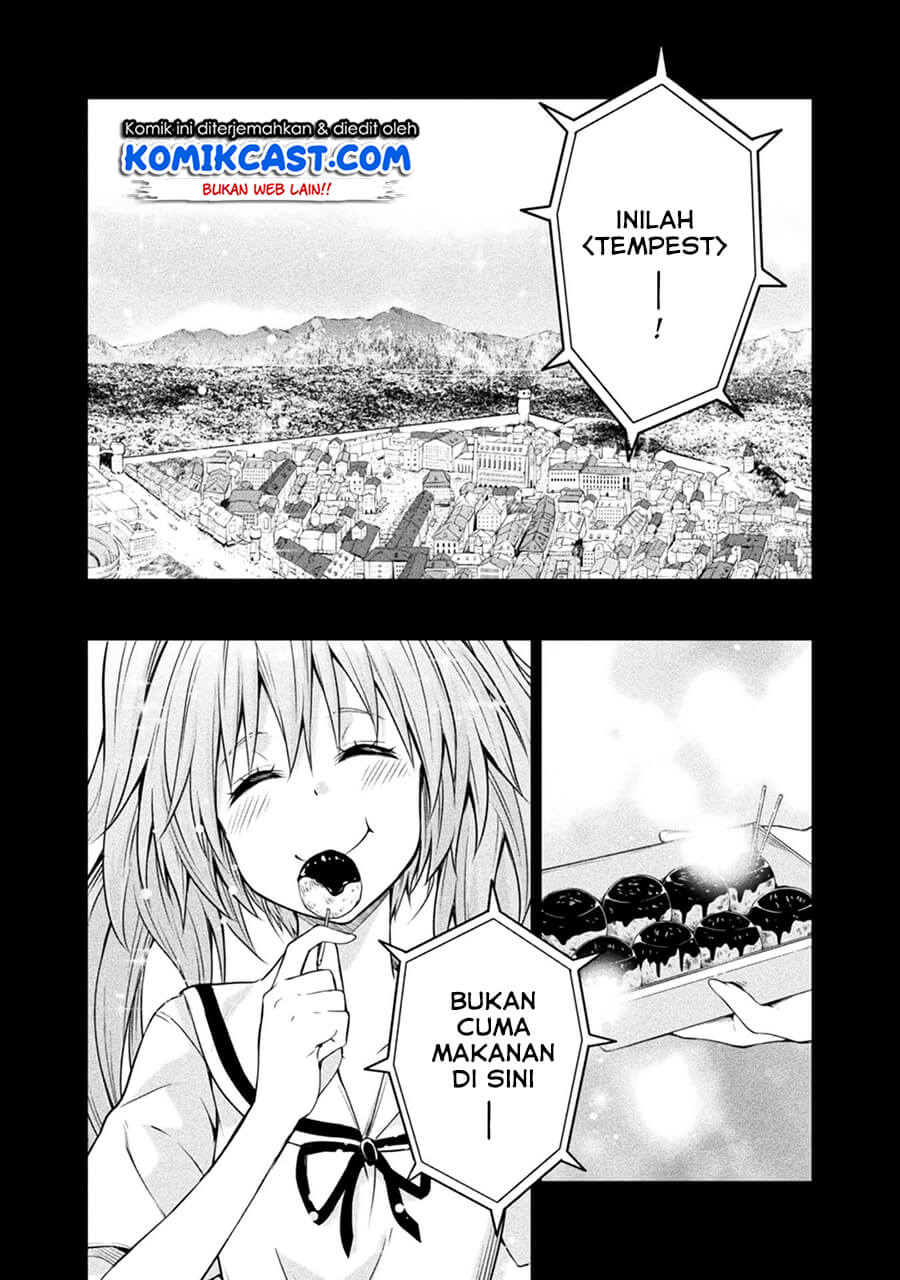 Komik ini diterjemahkan & diedit oleh
KOMIKCAST.COM
BUKAN WEB LAIN!!
INILAH
<TEMPEST>
—
!
BUKAN
CUMA
MAKANAN
DI SINI
—